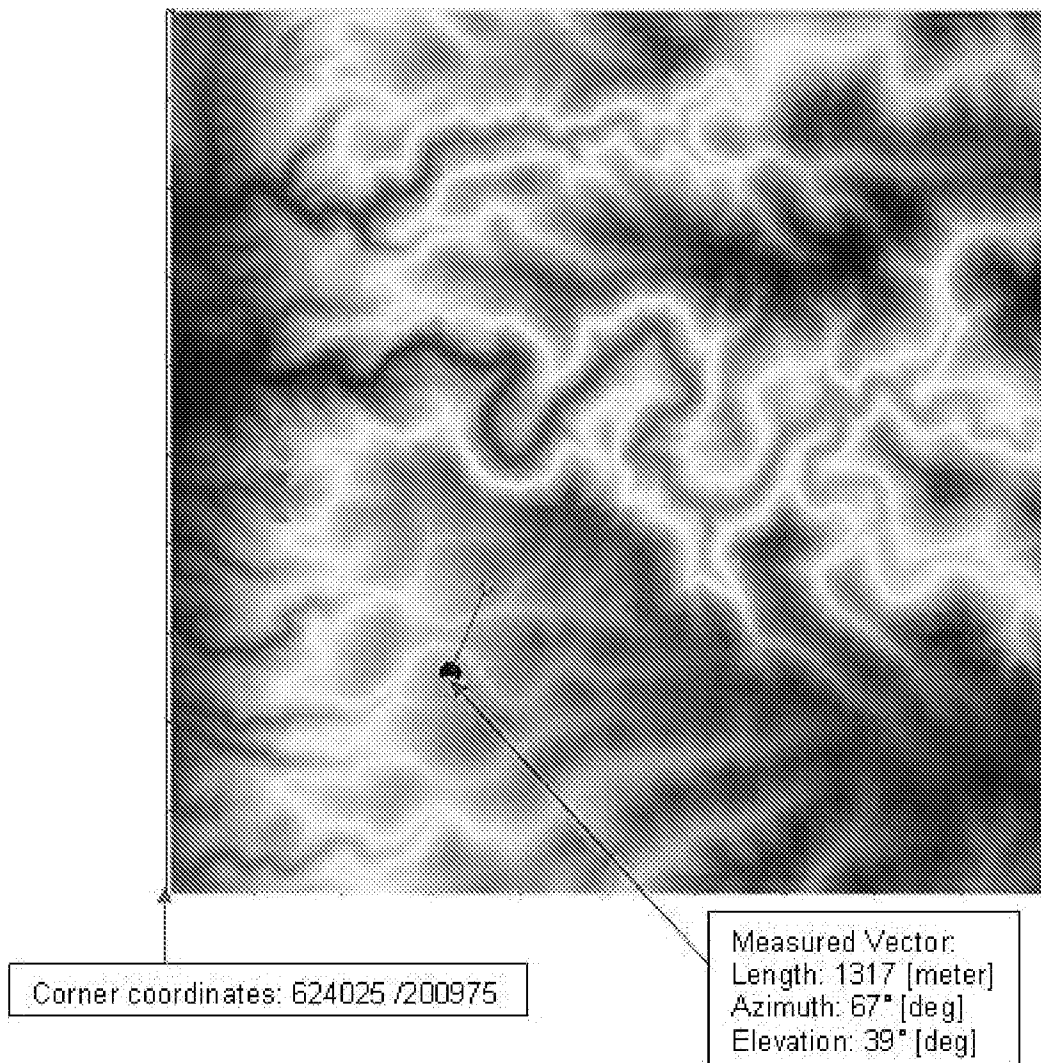 Corner coordinates: 624025 /200975
Measured Vector:
Length: 1317 [meter]
Azimuth: 67° [deg]
Elevation: 39° [deg]